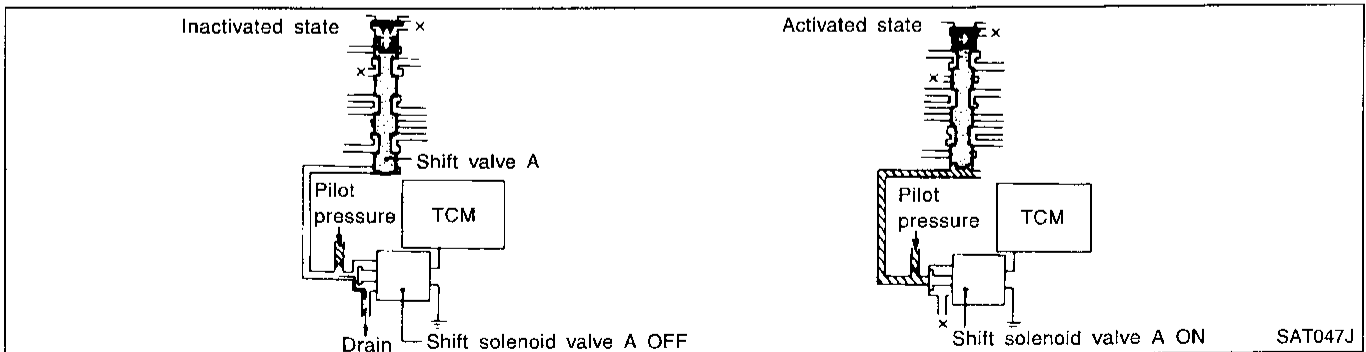 Inactivated state
x
x
Shift valve A
Pilot
pressure
TCM
Drain
Shift solenoid valve A OFF
Activated state
x
x
Pilot
pressure
TCM
x
Shift solenoid valve A ON
SAT047J